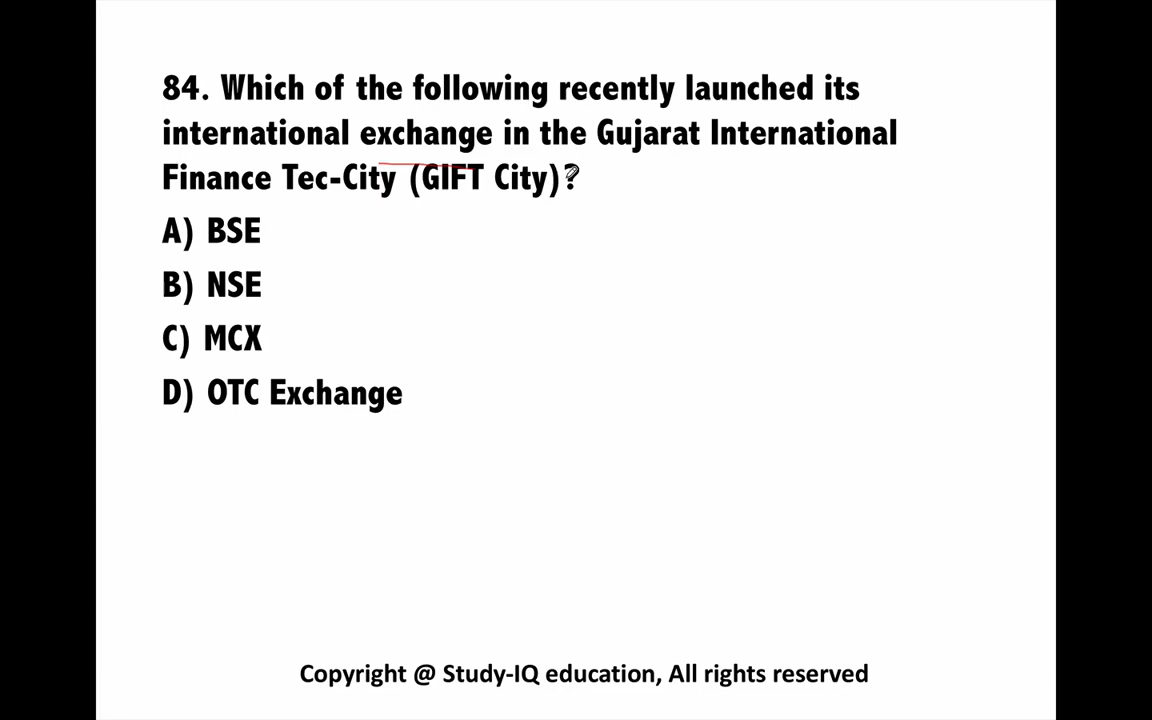 84. Which of the following recently launched its
international exchange in the Gujarat International
Finance Tec-City (GIFT City)?
A) BSE
B) NSE
C) MCX
D) OTC Exchange
Copyright @ Study-IQ education, All rights reserved